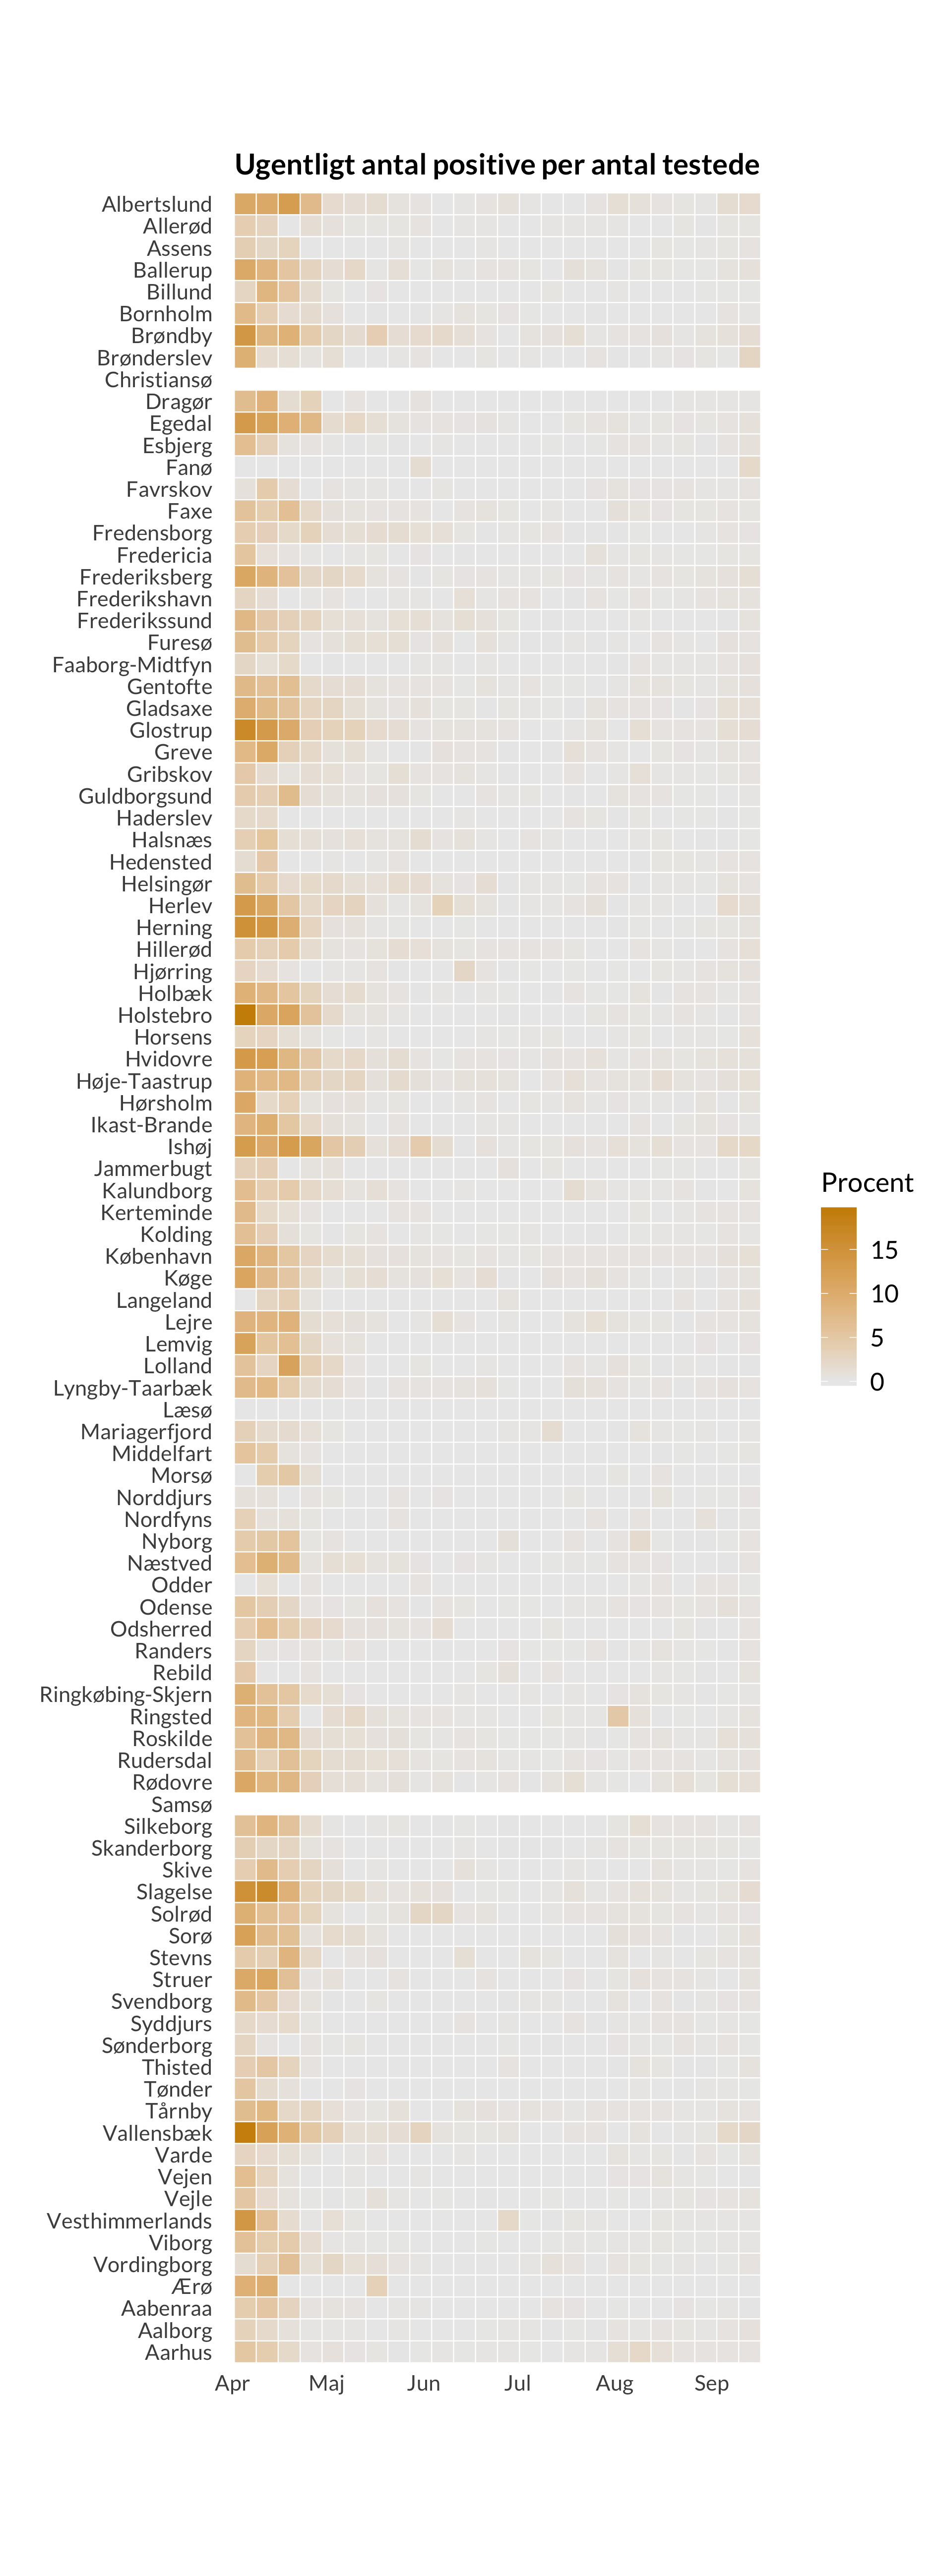 Ugentligt antal positive per antal testede
Albertslund
Allerød
Assens
Ballerup
Billund
Bornholm
Brøndby
Brønderslev
Christiansø
Dragør
Egedal
Esbjerg
Fanø
Favrskov
Faxe
Fredensborg
Fredericia
Frederiksberg
Frederikshavn
Frederikssund
Furesø
Faaborg-Midtfyn
Gentofte
Gladsaxe
Glostrup
Greve
Gribskov
Guldborgsund
Haderslev
Halsnæs
Hedensted
Helsingør
Herlev
Herning
Hillerød
Hjørring
Holbæk
Holstebro
Horsens
Hvidovre
Høje-Taastrup
Hørsholm
Ikast-Brande
Ishøj
Jammerbugt
Kalundborg
Kerteminde
Kolding
København
Køge
Langeland
Lejre
Lemvig
Lolland
Lyngby-Taarbæk
Læsø
Mariagerfjord
Middelfart
Morsø
Norddjurs
Nordfyns
Nyborg
Næstved
Odder
Odense
Odsherred
Randers
Rebild
Ringkøbing-Skjern
Ringsted
Roskilde
Rudersdal
Rødovre
Samsø
Silkeborg
Skanderborg
Skive
Slagelse
Solrød
Sorø
Stevns
Struer
Svendborg
Syddjurs
Sønderborg
Thisted
Tønder
Tårnby
Vallensbæk
Varde
Vejen
Vejle
Vesthimmerlands
Viborg
Vordingborg
Ærø
Aabenraa
Aalborg
Aarhus
Apr Maj Jun Jul Aug Sep
Procent
15
10
5
0